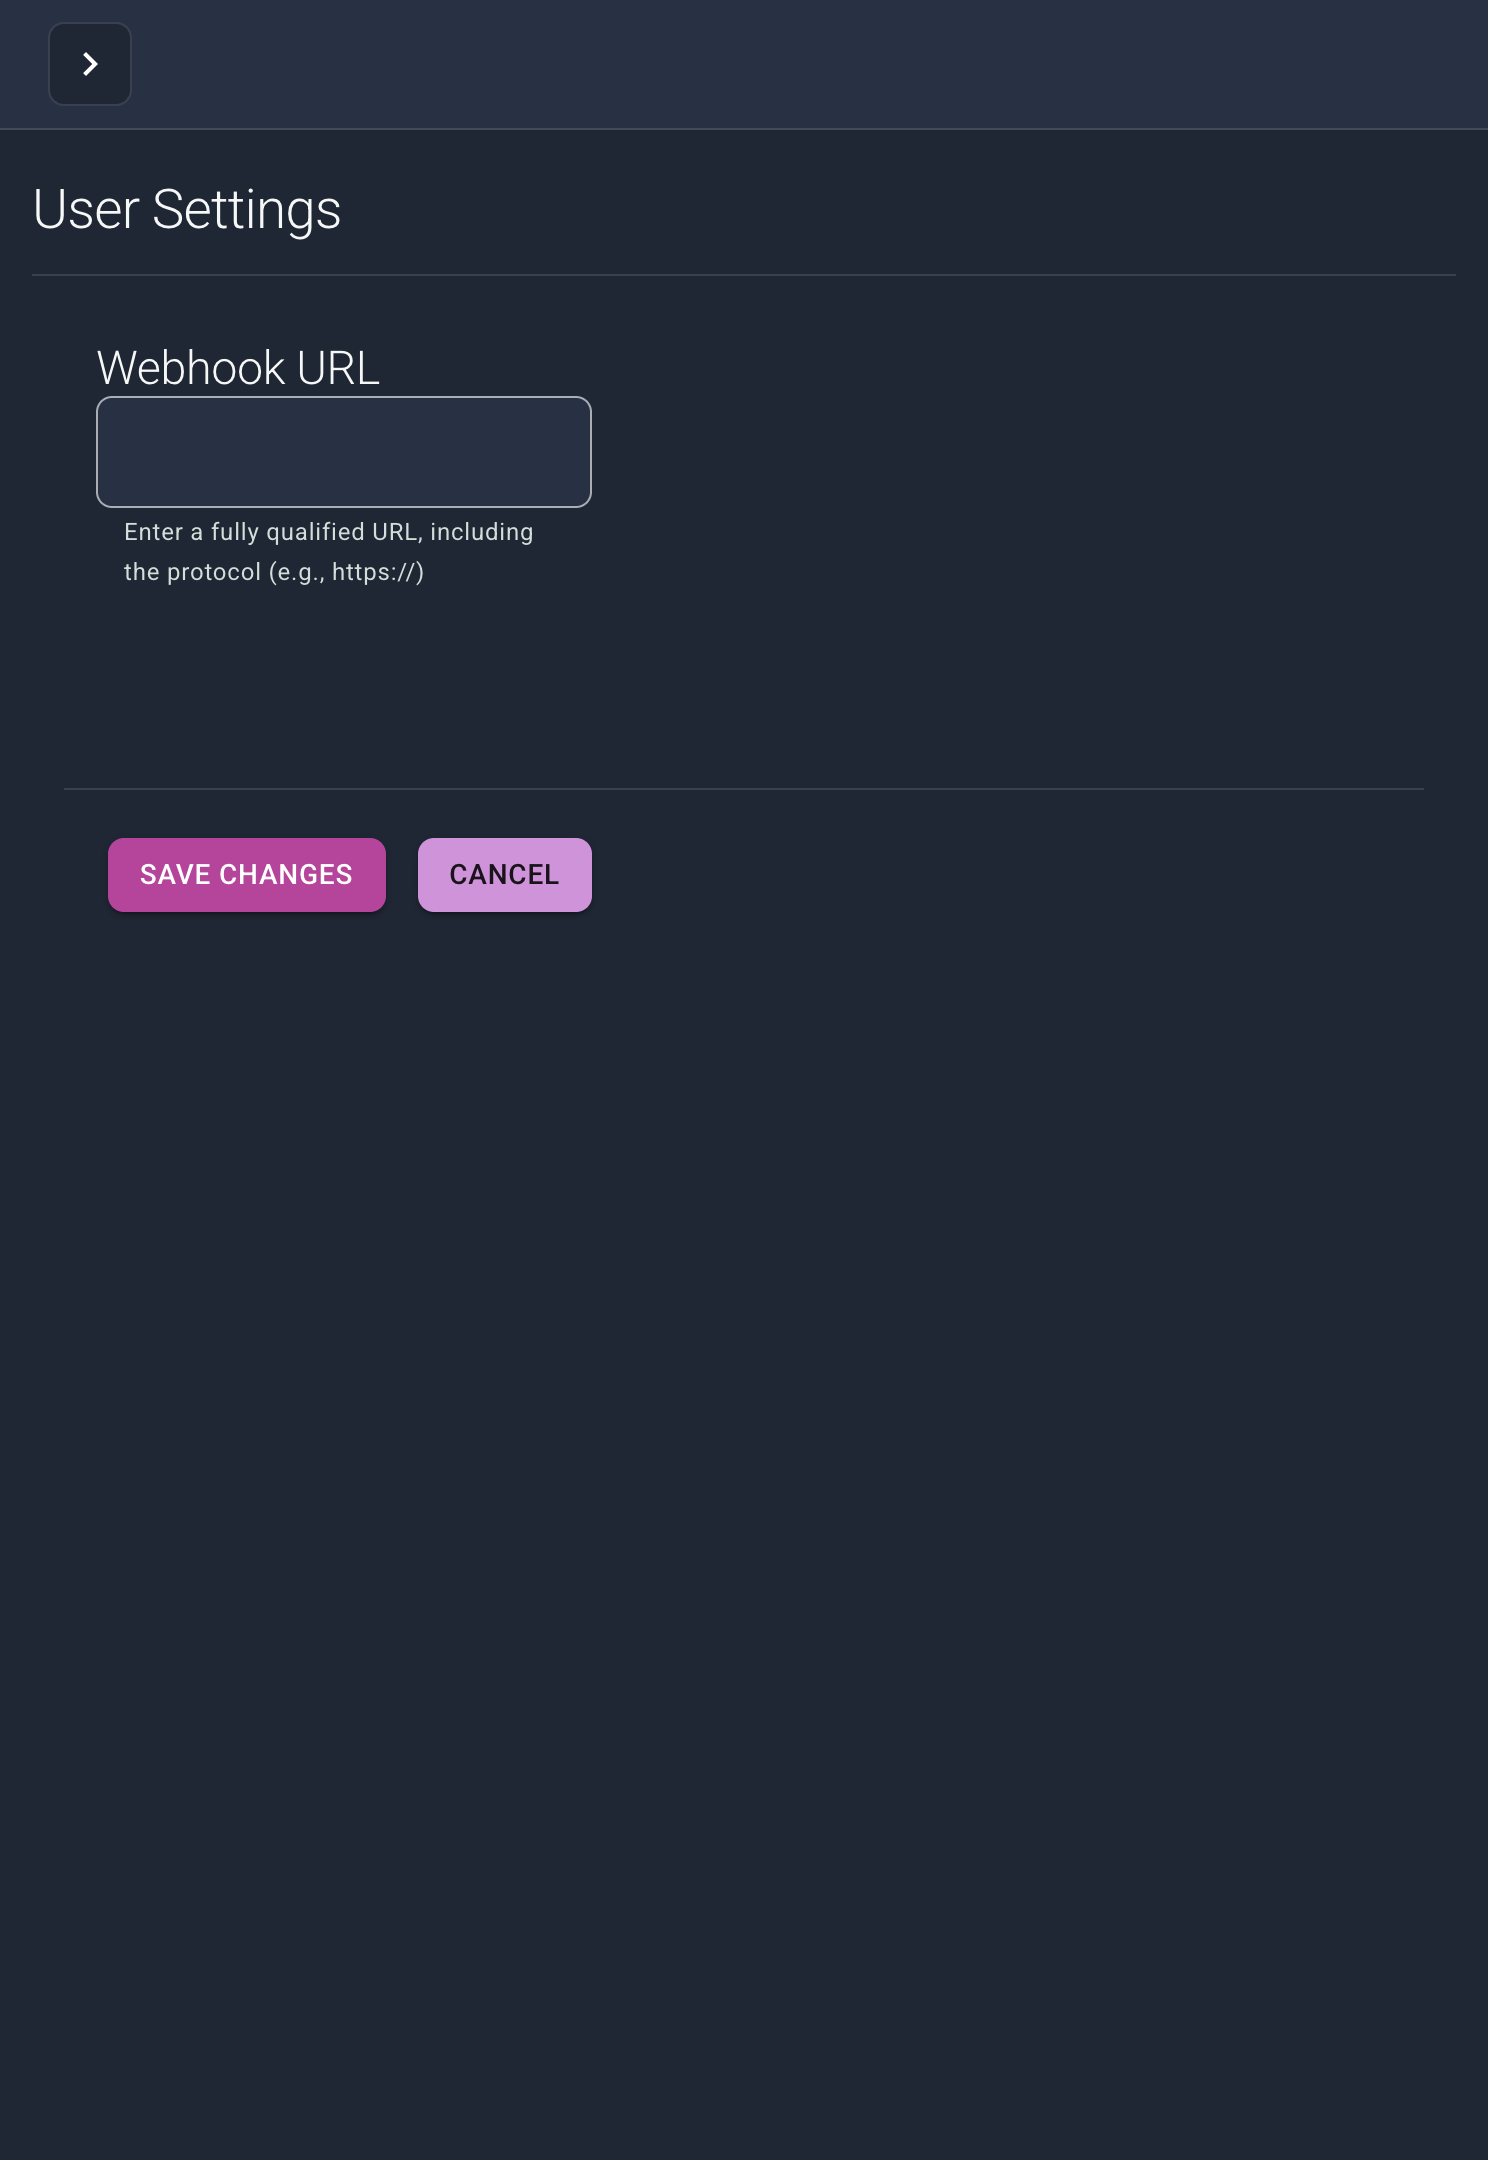 User Settings
Webhook URL
Enter a fully qualified URL, including
the protocol (e.g., https://)
SAVE CHANGES
CANCEL